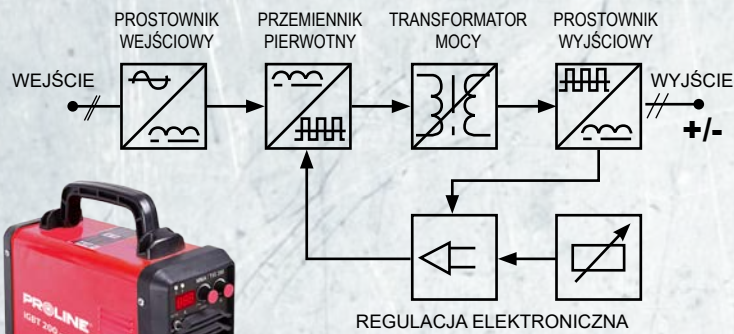 PROSTOWNIK
WEJŚCIOWY
PRZEMIENNIK
PIERWOTNY
TRANSFORMATOR
MOCY
PROSTOWNIK
WYJŚCIOWY
WEJŚCIE
WYJŚCIE
+/-
REGULACJA ELEKTRONICZNA
PROLINE
IGBT 200